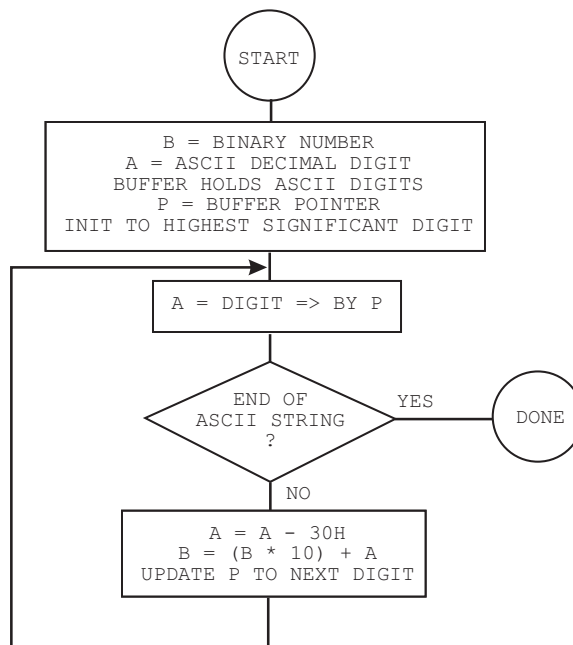 START
B = BINARY NUMBER
A = ASCII DECIMAL DIGIT
BUFFER HOLDS ASCII DIGITS
P = BUFFER POINTER
INIT TO HIGHEST SIGNIFICANT DIGIT
A = DIGIT => BY P
END OF
ASCII STRING
?
YES
DONE
NO
A = A - 30H
B = (B * 10) + A
UPDATE P TO NEXT DIGIT